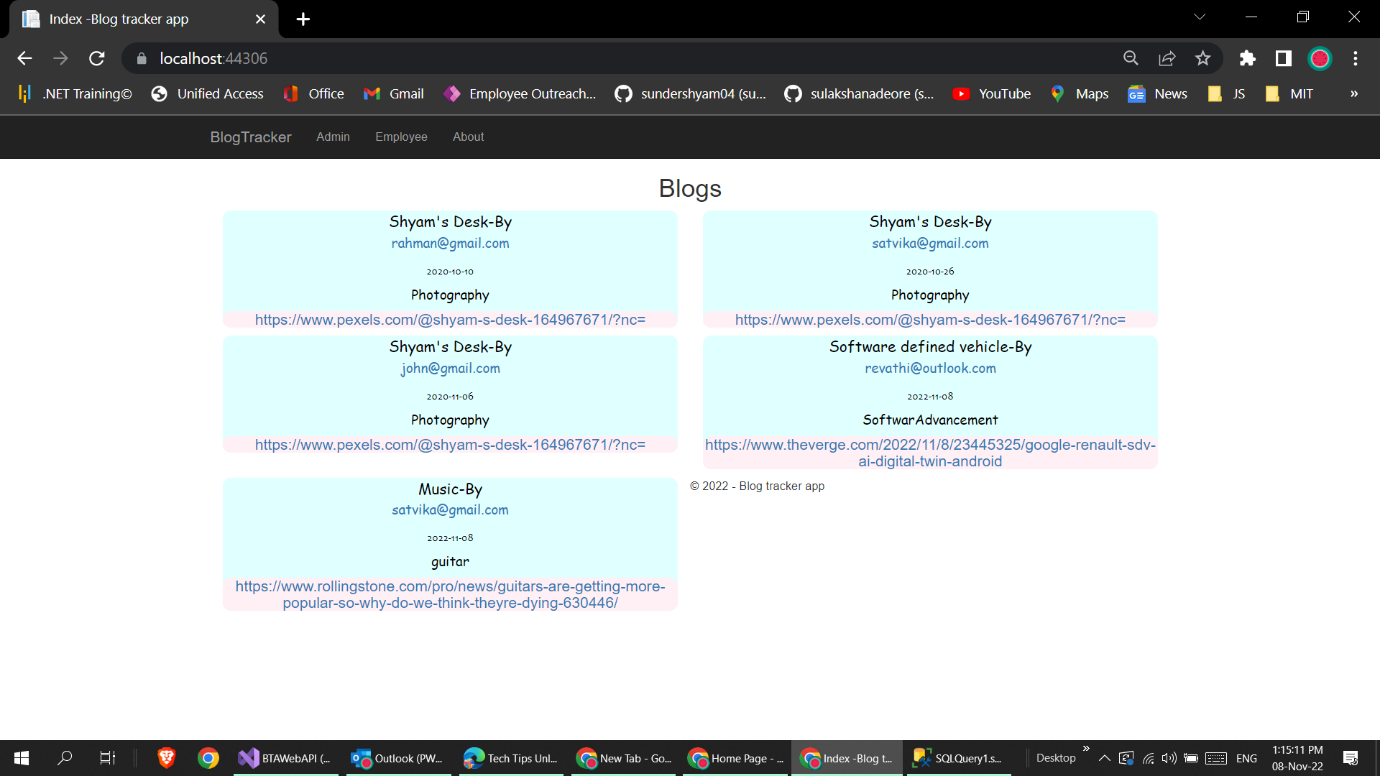 Index -Blog tracker app
localhost:44306
.NET Training©
Unified Access
Office
Gmail
Employee Outreach...
sundershyam04 (su...
sulakshanadeore (s...
YouTube
Maps
News
JS
MIT
»
BlogTracker
Admin
Employee
About
Blogs
Shyam's Desk-By
rahman@gmail.com
2020-10-10
Photography
https://www.pexels.com/@shyam-s-desk-164967671/?nc=
Shyam's Desk-By
satvika@gmail.com
2020-10-26
Photography
https://www.pexels.com/@shyam-s-desk-164967671/?nc=
Shyam's Desk-By
john@gmail.com
2020-11-06
Photography
https://www.pexels.com/@shyam-s-desk-164967671/?nc=
Software defined vehicle-By
revathi@outlook.com
2022-11-08
SoftwarAdvancement
https://www.theverge.com/2022/11/8/23445325/google-renault-sdv-
ai-digital-twin-android
Music-By
satvika@gmail.com
2022-11-08
guitar
https://www.rollingstone.com/pro/news/guitars-are-getting-more-
popular-so-why-do-we-think-theyre-dying-630446/
© 2022 - Blog tracker app
BTAWebAPI (...
Outlook (PW...
Tech Tips Unl...
New Tab - Go...
Home Page - ...
Index -Blog t...
SQLQuery1.s...
Desktop
»
ENG
1:15:11 PM
08-Nov-22